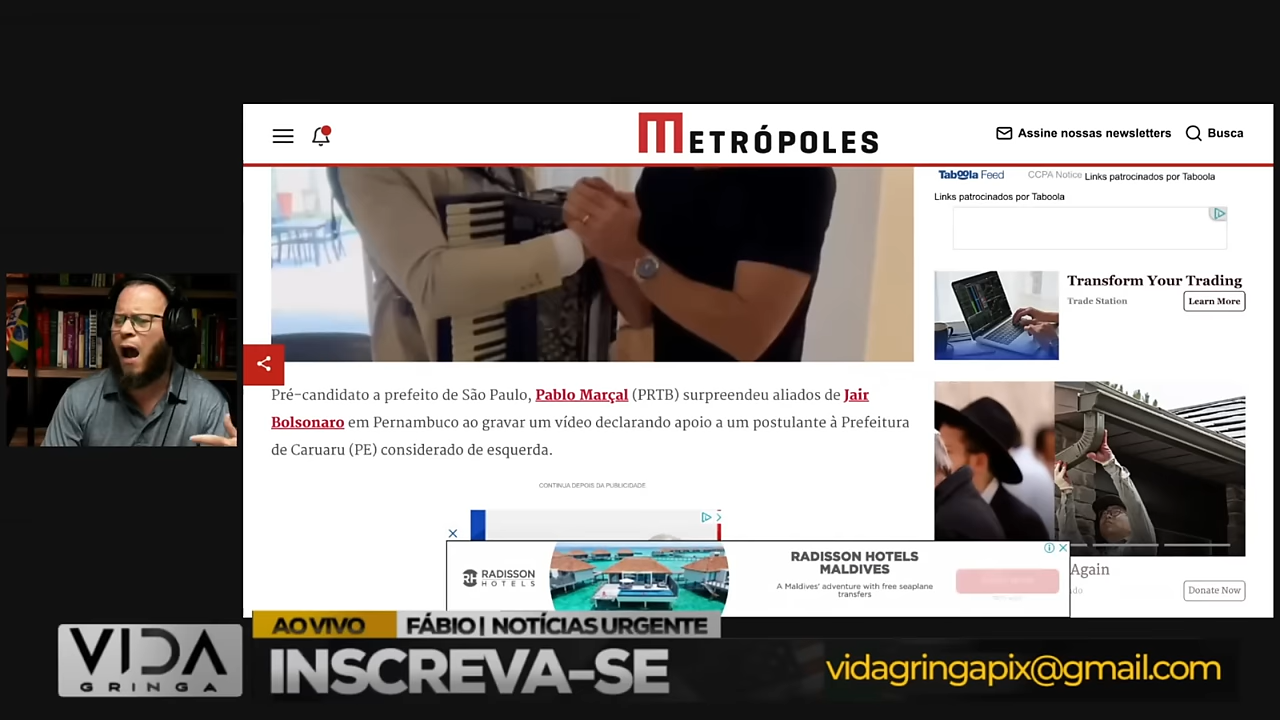 METRÓPOLES
Assine nossas newsletters
Busca
Taboola Feed
CCPA Notice
Links patrocinados por Taboola
Links patrocinados por Taboola
Transform Your Trading
Trade Station
Learn More
Pré-candidato a prefeito de São Paulo, Pablo Marçal (PRTB) surpreendeu aliados de Jair
Bolsonaro em Pernambuco ao gravar um vídeo declarando apoio a um postulante à Prefeitura
de Caruaru (PE) considerado de esquerda.
CONTINUA DEPOIS DA PUBLICIDADE
RH RADISSON
HOTELS
RADISSON HOTELS
MALDIVES
A Maldives' adventure with free seaplane
transfers
Again
Donate Now
AO VIVO
FÁBIO | NOTÍCIAS URGENTE
VIDA
GRINGA
INSCREVA-SE
vidagringapix@gmail.com